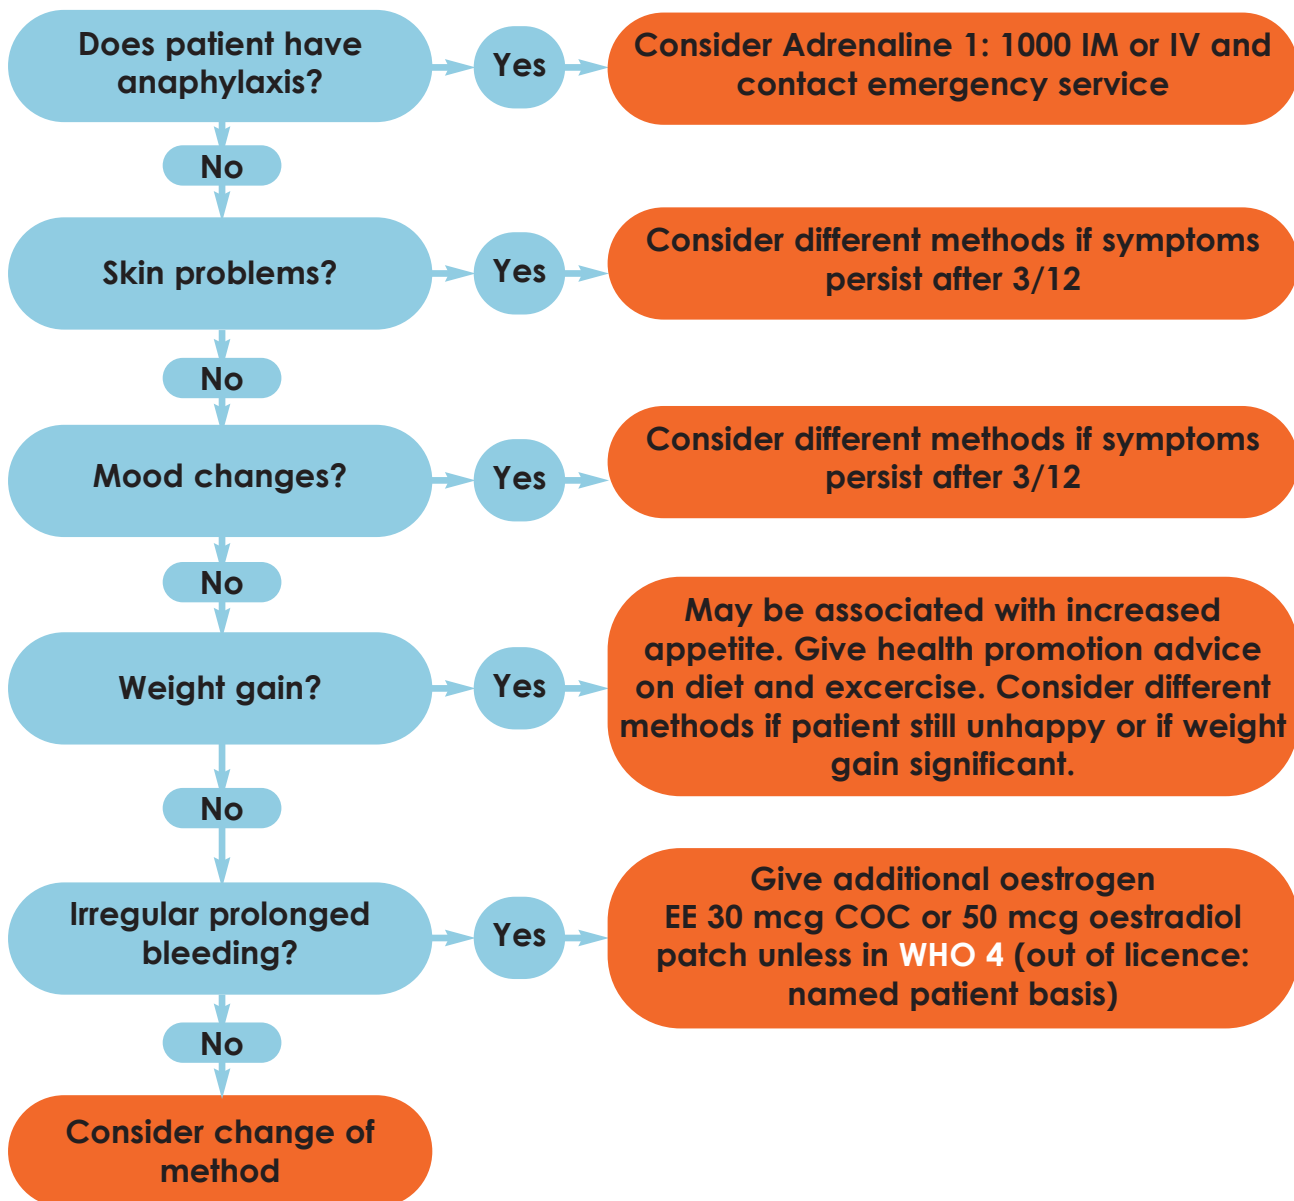 Does patient have
anaphylaxis?
Yes
Consider Adrenaline 1: 1000 IM or IV and
contact emergency service
No
Skin problems?
Yes
Consider different methods if symptoms
persist after 3/12
No
Mood changes?
Yes
Consider different methods if symptoms
persist after 3/12
No
Weight gain?
Yes
May be associated with increased
appetite. Give health promotion advice
on diet and excercise. Consider different
methods if patient still unhappy or if weight
gain significant.
No
Irregular prolonged
bleeding?
Yes
Give additional oestrogen
EE 30 mcg COC or 50 mcg oestradiol
patch unless in WHO 4 (out of licence:
named patient basis)
No
Consider change of
method